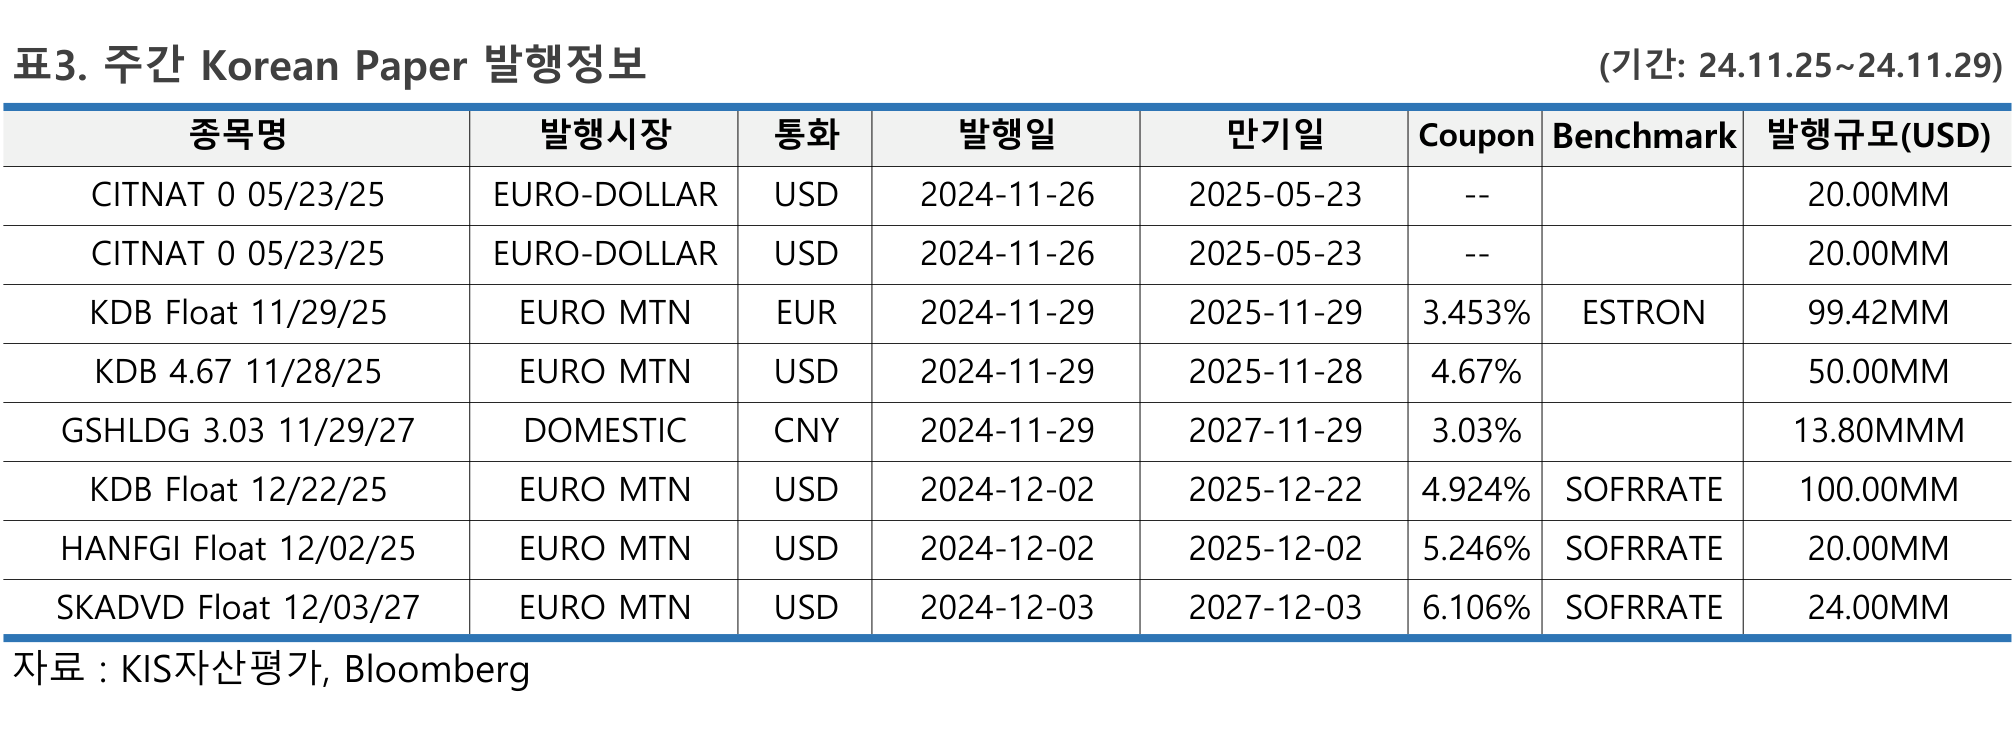 표3. 주간 Korean Paper 발행정보 (기간: 24.11.25~24.11.29)
종목명 발행시장 통화 발행일 만기일 Coupon Benchmark 발행규모(USD)
CITNAT 0 05/23/25 EURO-DOLLAR USD 2024-11-26 2025-05-23 -- 20.00MM
CITNAT 0 05/23/25 EURO-DOLLAR USD 2024-11-26 2025-05-23 -- 20.00MM
KDB Float 11/29/25 EURO MTN EUR 2024-11-29 2025-11-29 3.453% ESTRON 99.42MM
KDB 4.67 11/28/25 EURO MTN USD 2024-11-29 2025-11-28 4.67% 50.00MM
GSHLDG 3.03 11/29/27 DOMESTIC CNY 2024-11-29 2027-11-29 3.03% 13.80MMM
KDB Float 12/22/25 EURO MTN USD 2024-12-02 2025-12-22 4.924% SOFRRATE 100.00MM
HANFGI Float 12/02/25 EURO MTN USD 2024-12-02 2025-12-02 5.246% SOFRRATE 20.00MM
SKADVD Float 12/03/27 EURO MTN USD 2024-12-03 2027-12-03 6.106% SOFRRATE 24.00MM
자료 : KIS자산평가, Bloomberg